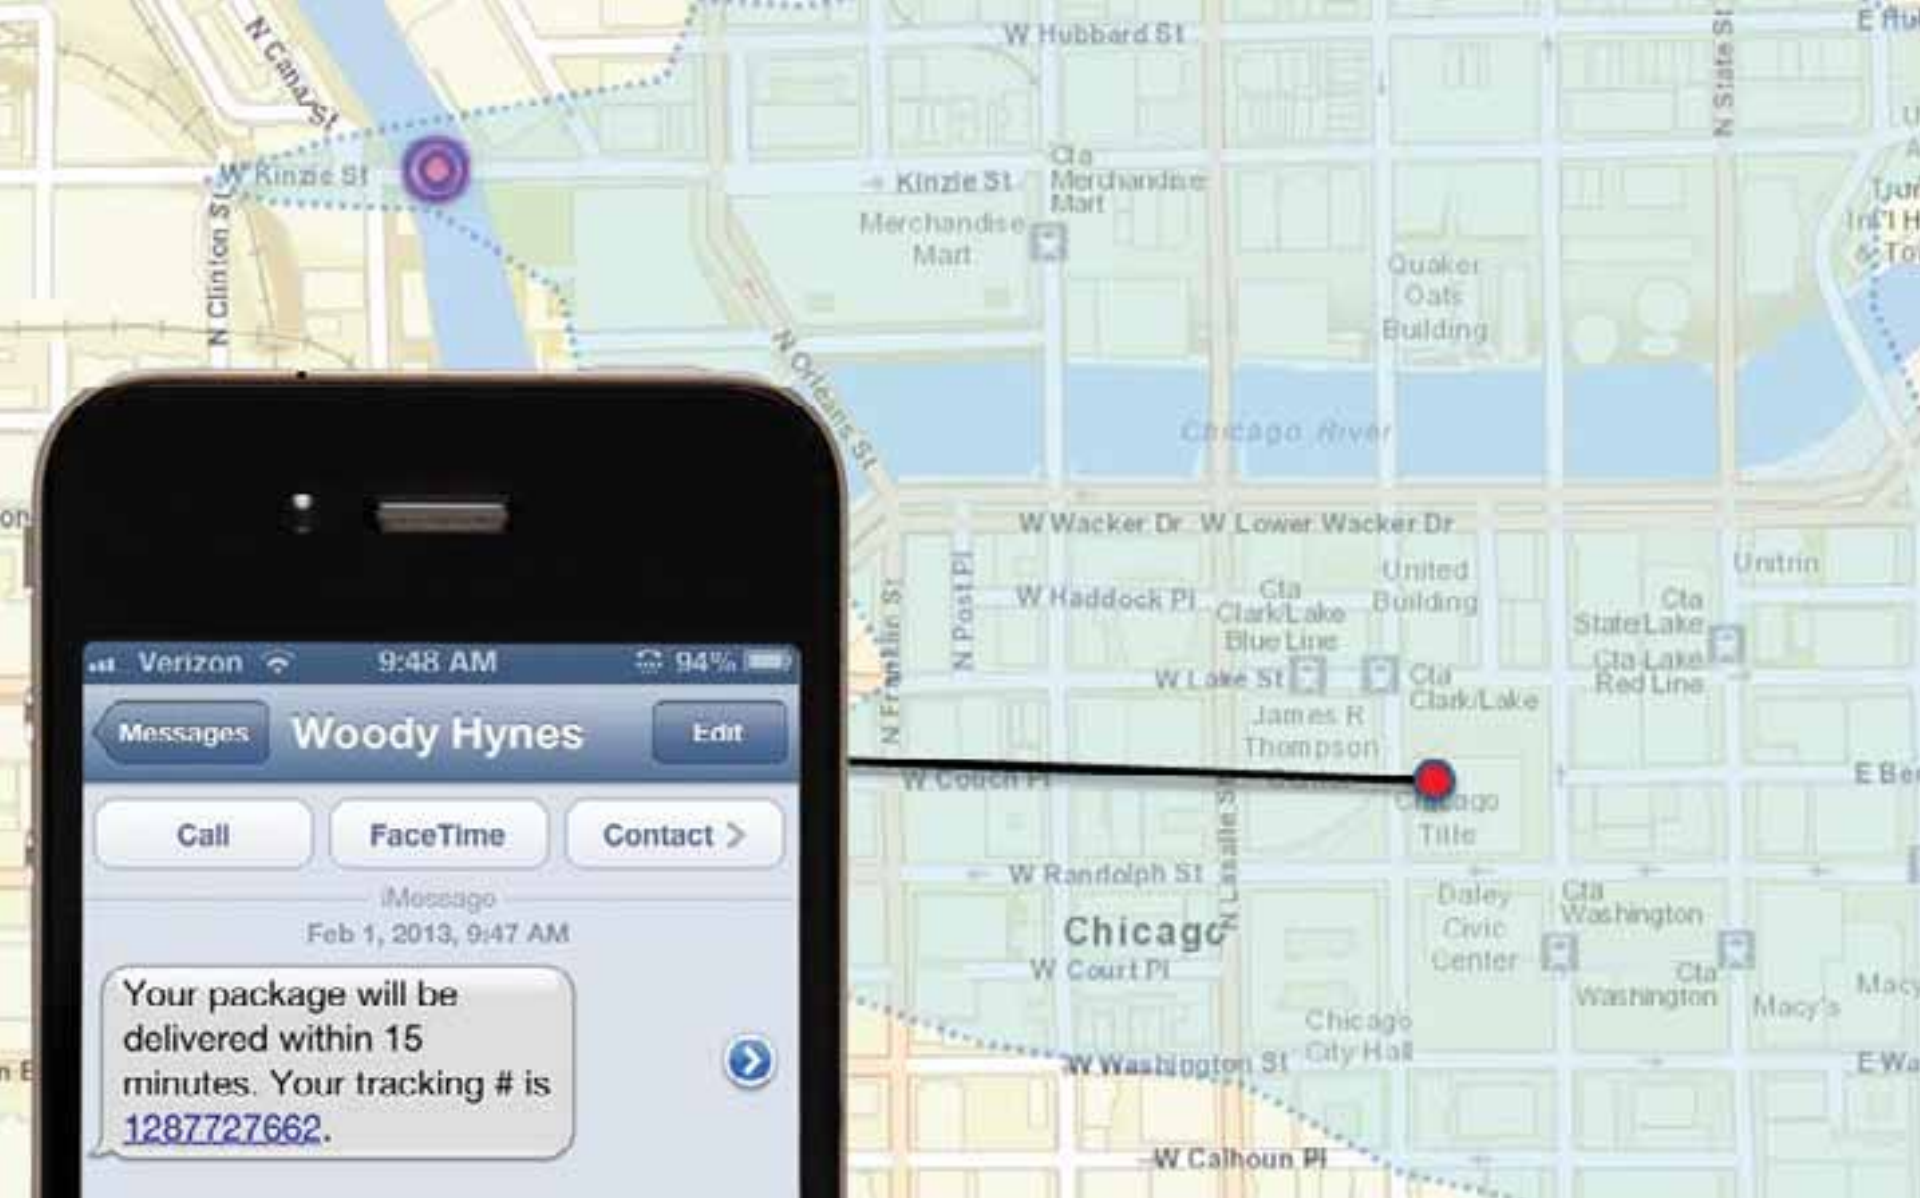 W Hubbard St
N State St
N Canal St
W Kinzie St
Kinzie St
Cta
Merchandise
Mart
Merchandise
Mart
N Clinton St
Quaker
Oats
Building
N Orleans St
Chicago River
W Wacker Dr
W Lower Wacker Dr
N Franklin St
N Post Pl
W Haddock Pl
Cta
Clark/Lake
Blue Line
United
Building
Unitrin
Cta
State Lake
Cta-Lake
Red Line
W Lake St
Cta
Clark/Lake
James R
Thompson
W Couch Pl
Chicago
Title
N Lasalle St
W Randolph St
Chicago
W Court Pl
Daley
Civic
Center
Cta
Washington
Cta
Washington
Macy's
Chicago
City Hall
W Washington St
W Calhoun Pl
Verizon 9:48 AM 94%
Messages Woody Hynes Edit
Call FaceTime Contact >
iMessage
Feb 1, 2013, 9:47 AM
Your package will be
delivered within 15
minutes. Your tracking # is
1287727662.